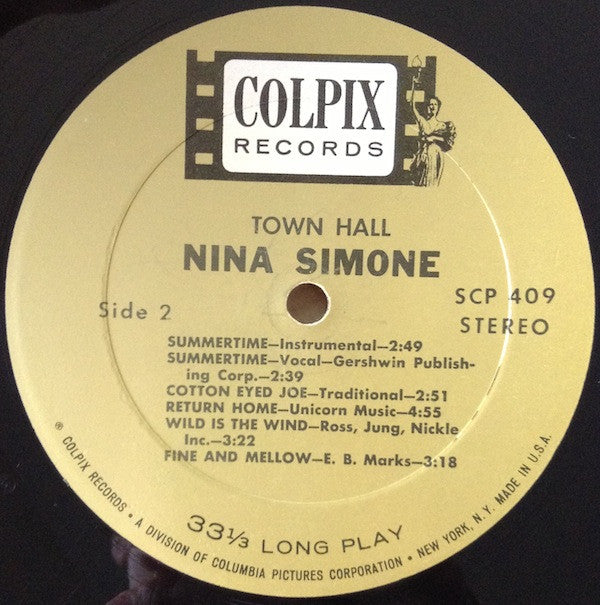 COLPIX
RECORDS
TOWN HALL
NINA SIMONE
Side 2
SCP 409
STEREO
SUMMERTIME—Instrumental—2:49
SUMMERTIME—Vocal—Gershwin Publish-
ing Corp.—2:39
COTTON EYED JOE—Traditional—2:51
RETURN HOME—Unicorn Music—4:55
WILD IS THE WIND—Ross, Jung, Nickle
Inc.—3:22
FINE AND MELLOW—E. B. Marks—3:18
33⅓ LONG PLAY
® COLPIX RECORDS • A DIVISION OF COLUMBIA PICTURES CORPORATION • NEW YORK, N. Y. MADE IN U.S.A.